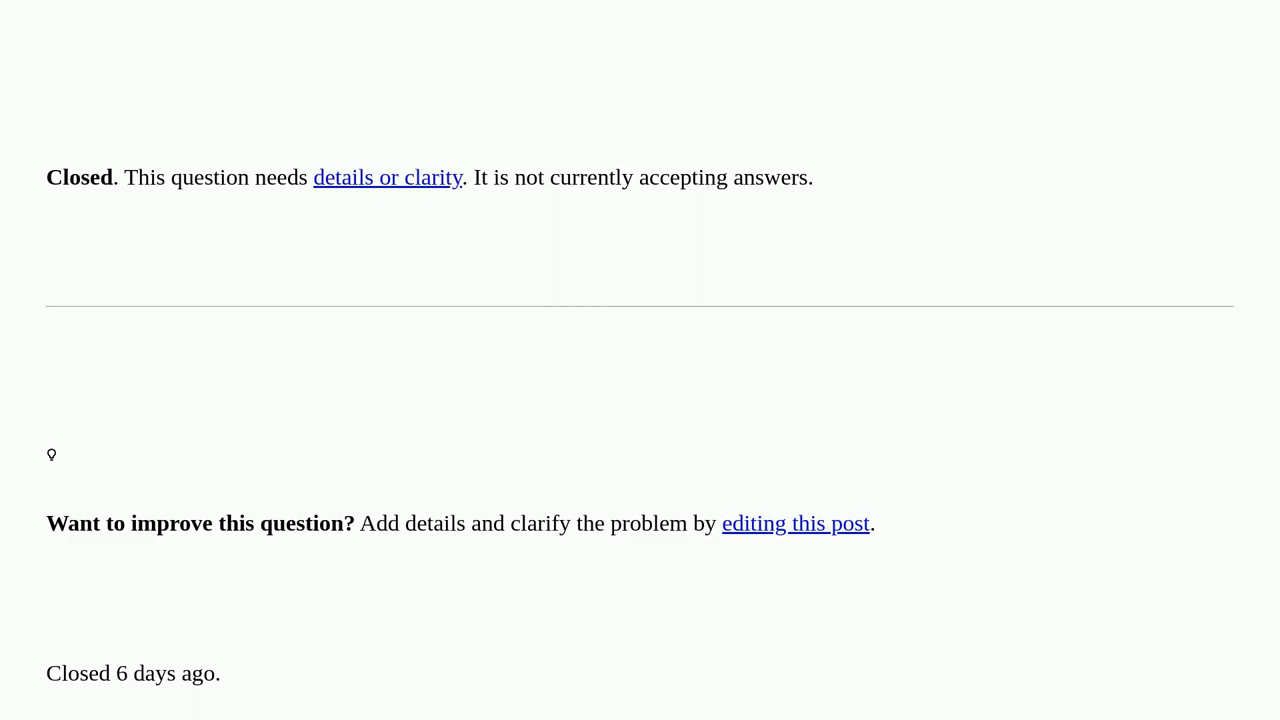 Closed. This question needs details or clarity. It is not currently accepting answers.
Want to improve this question? Add details and clarify the problem by editing this post.
Closed 6 days ago.